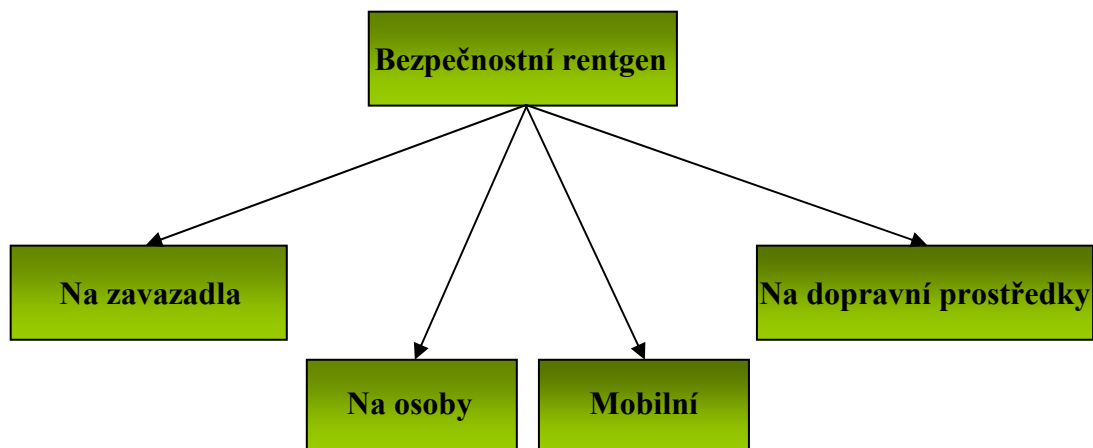 Bezpečnostní rentgen
Na zavazadla
Na dopravní prostředky
Na osoby
Mobilní